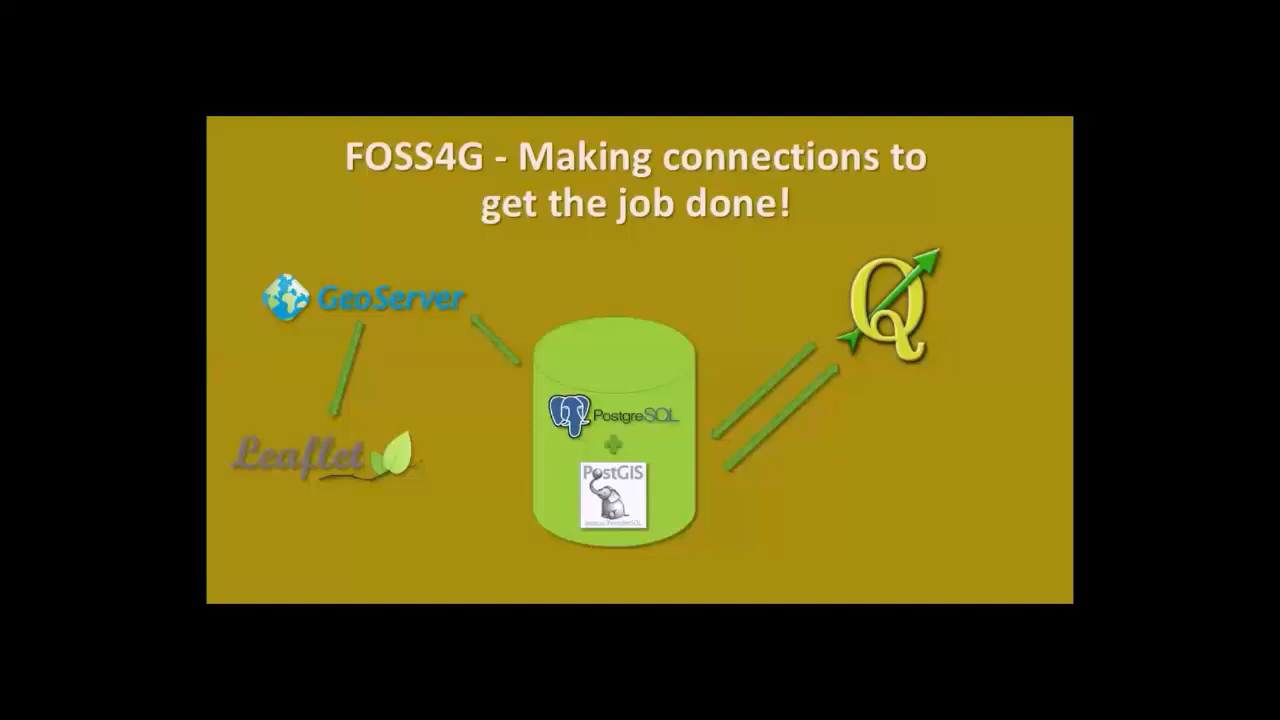 FOSS4G - Making connections to
get the job done!
GeoServer
Leaflet
PostgreSQL
PostGIS
Q